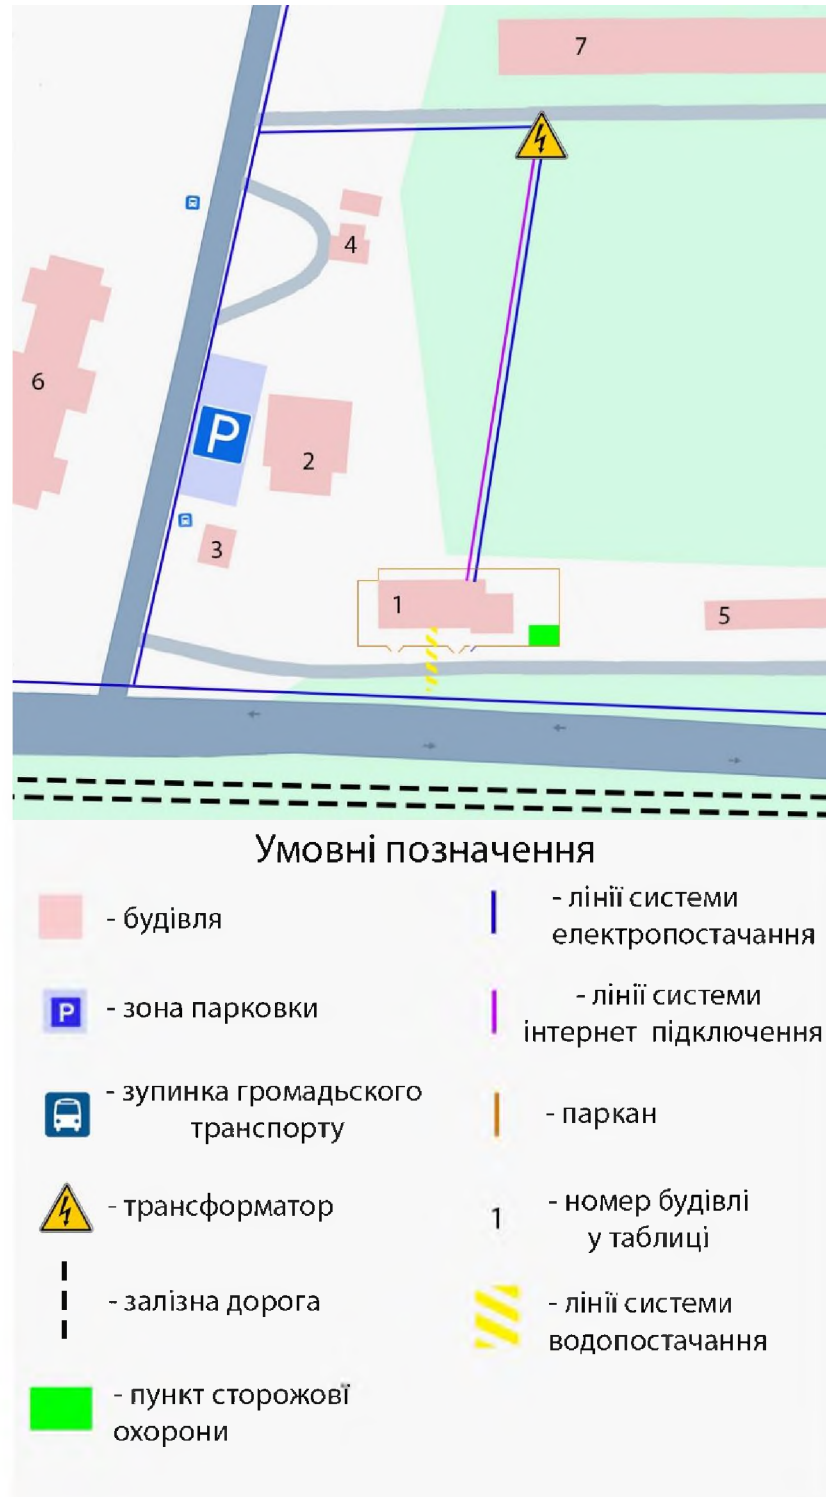 7
4
6
P
2
3
1
5
Умовні позначення
- будівля
P
- зона парковки
- зупинка громадьского
транспорту
- трансформатор
- залізна дорога
- пункт сторожової
охорони
- лінії системи
електропостачання
- лінії системи
інтернет підключення
- паркан
1
- номер будівлі
у таблиці
- лінії системи
водопостачання